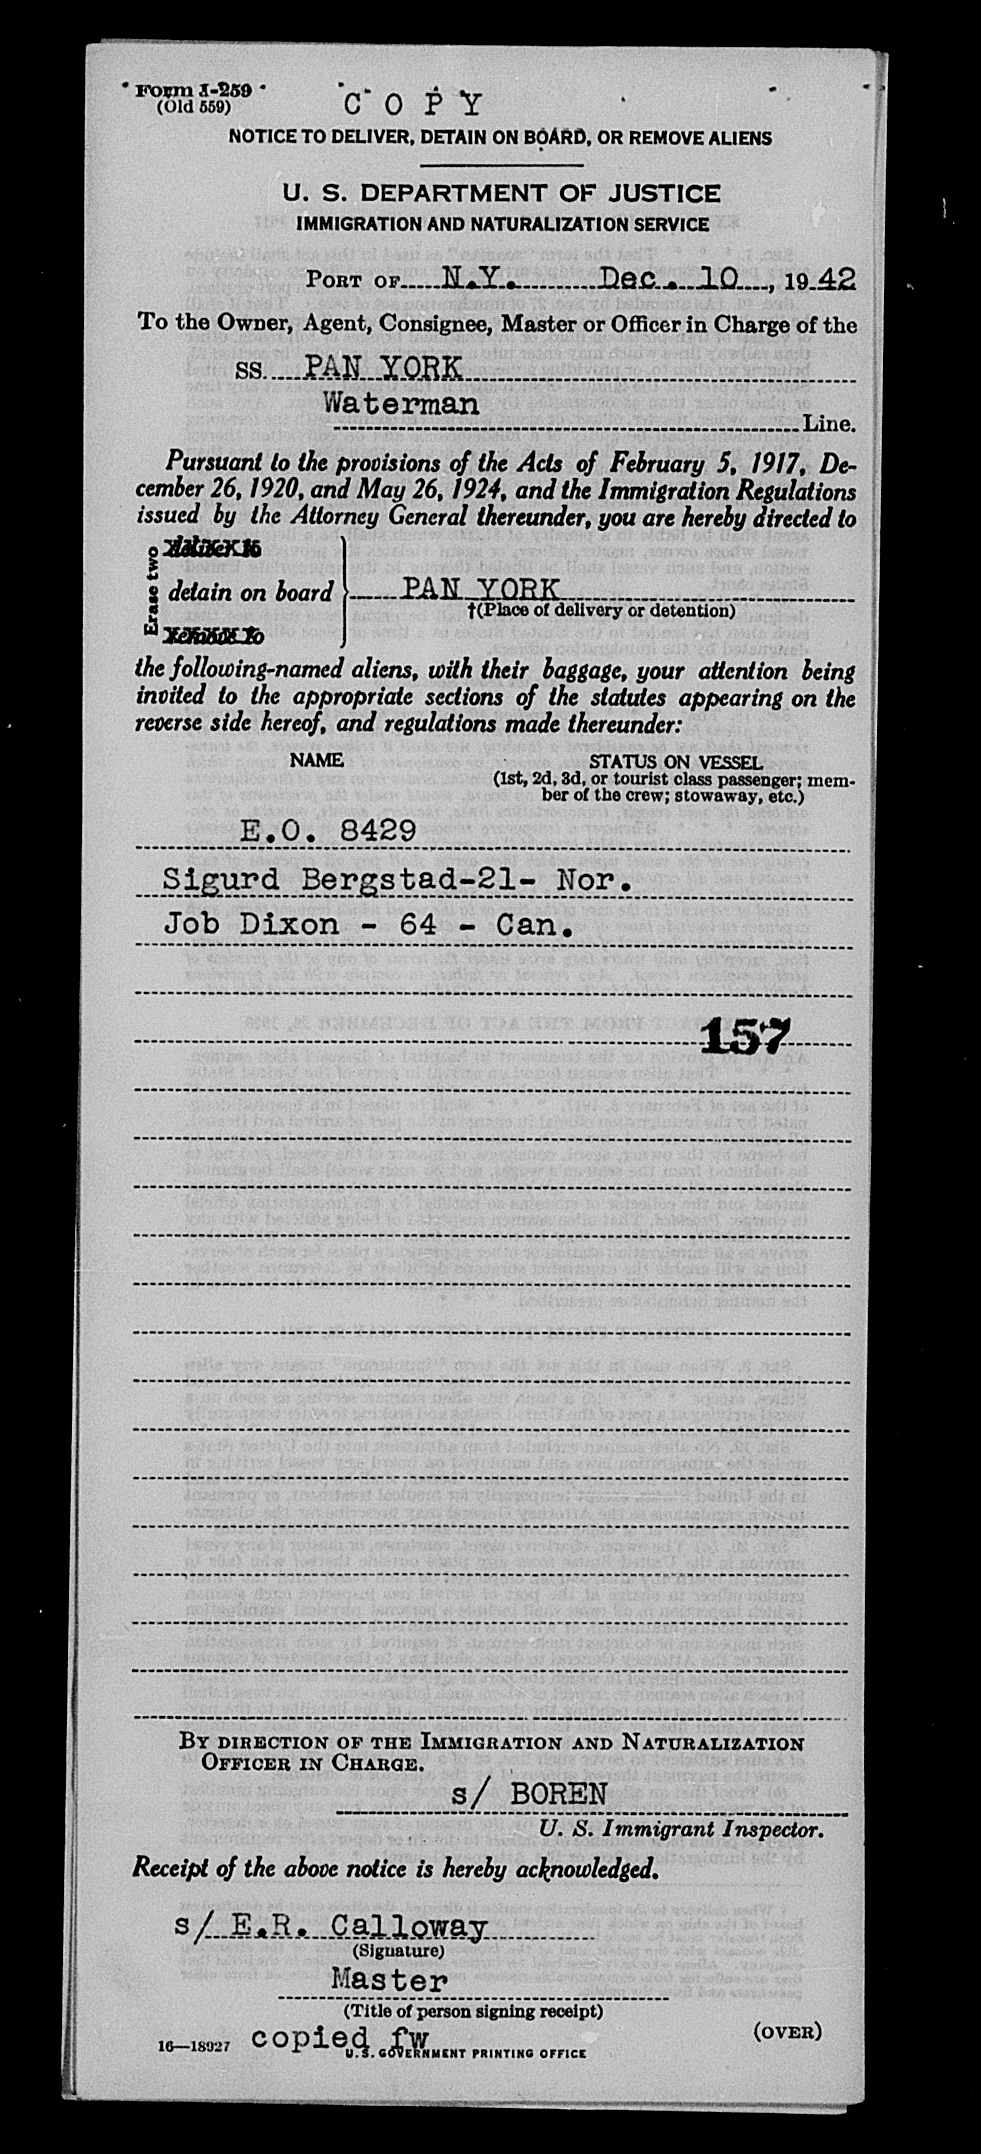 Form I-259
(Old 559)
COPY
NOTICE TO DELIVER, DETAIN ON BOARD, OR REMOVE ALIENS
U. S. DEPARTMENT OF JUSTICE
IMMIGRATION AND NATURALIZATION SERVICE
PORT OF N.Y. Dec. 10, 1942
To the Owner, Agent, Consignee, Master or Officer in Charge of the
SS. PAN YORK
Waterman
Line.
Pursuant to the provisions of the Acts of February 5, 1917, De-
cember 26, 1920, and May 26, 1924, and the Immigration Regulations
issued by the Attorney General thereunder, you are hereby directed to
Erase two
deliver to
detain on board } PAN YORK
†(Place of delivery or detention)
remove to
the following-named aliens, with their baggage, your attention being
invited to the appropriate sections of the statutes appearing on the
reverse side hereof, and regulations made thereunder:
NAME STATUS ON VESSEL
(1st, 2d, 3d, or tourist class passenger; mem-
ber of the crew; stowaway, etc.)
E.O. 8429
Sigurd Bergstad-21- Nor.
Job Dixon - 64 - Can.
157
BY DIRECTION OF THE IMMIGRATION AND NATURALIZATION
OFFICER IN CHARGE.
s/ BOREN
U. S. Immigrant Inspector.
Receipt of the above notice is hereby acknowledged.
s/ E.R. Calloway
(Signature)
Master
(Title of person signing receipt)
(OVER)
16—18927 copied fw
U.S. GOVERNMENT PRINTING OFFICE